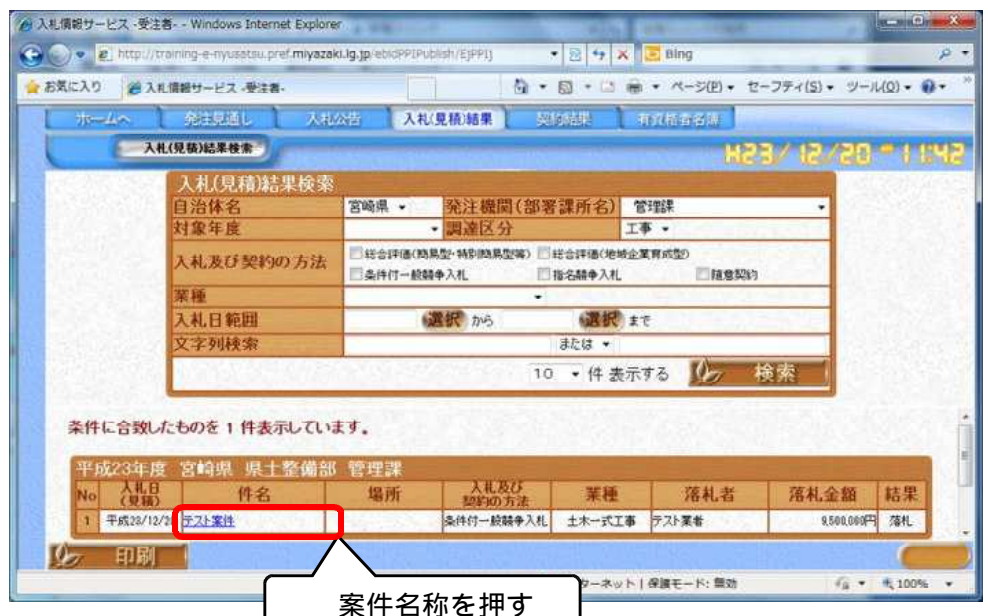 入札情報サービス -受注者- - Windows Internet Explorer
http://training-e-nyusatsu.pref.miyazaki.lg.jp/ebidPPIPublish/EjPPIj
Bing
お気に入り 入札情報サービス -受注者- ページ(P) セーフティ(S) ツール(O)
ホームへ 発注見通し 入札公告 入札(見積)結果 契約結果 有資格者名簿
入札(見積)結果検索 H23/12/20 - 11:42
入札(見積)結果検索
自治体名 宮崎県 発注機関(部署課所名) 管理課
対象年度 調達区分 工事
入札及び契約の方法 総合評価(簡易型・特別簡易型等) 総合評価(地域企業育成型)
条件付一般競争入札 指名競争入札 随意契約
業種
入札日範囲 選択 から 選択 まで
文字列検索 または
10 件 表示する 検索
条件に合致したものを 1 件表示しています。
平成23年度 宮崎県 県土整備部 管理課
No 入札日(見積) 件名 場所 入札及び契約の方法 業種 落札者 落札金額 結果
1 平成23/12/2 テスト案件 条件付一般競争入札 土木一式工事 テスト業者 9,500,000円 落札
印刷
ターネット | 保護モード: 無効 100%
案件名称を押す